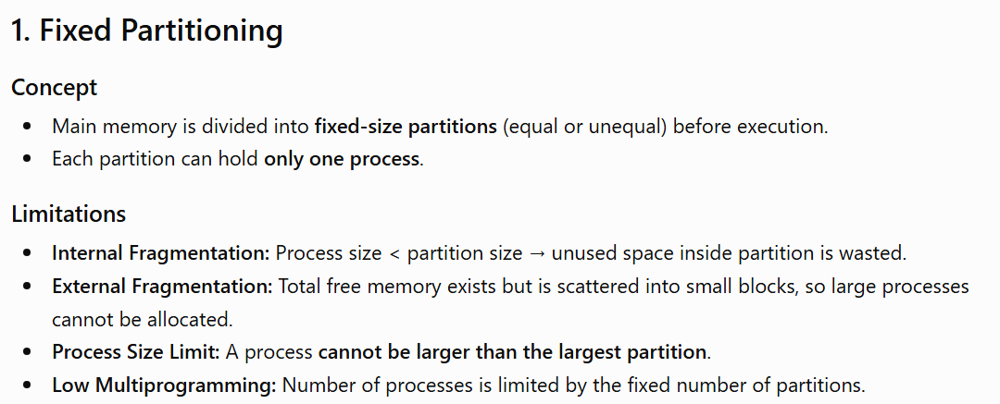 1. Fixed Partitioning
Concept
• Main memory is divided into fixed-size partitions (equal or unequal) before execution.
• Each partition can hold only one process.
Limitations
• Internal Fragmentation: Process size < partition size → unused space inside partition is wasted.
• External Fragmentation: Total free memory exists but is scattered into small blocks, so large processes
cannot be allocated.
• Process Size Limit: A process cannot be larger than the largest partition.
• Low Multiprogramming: Number of processes is limited by the fixed number of partitions.